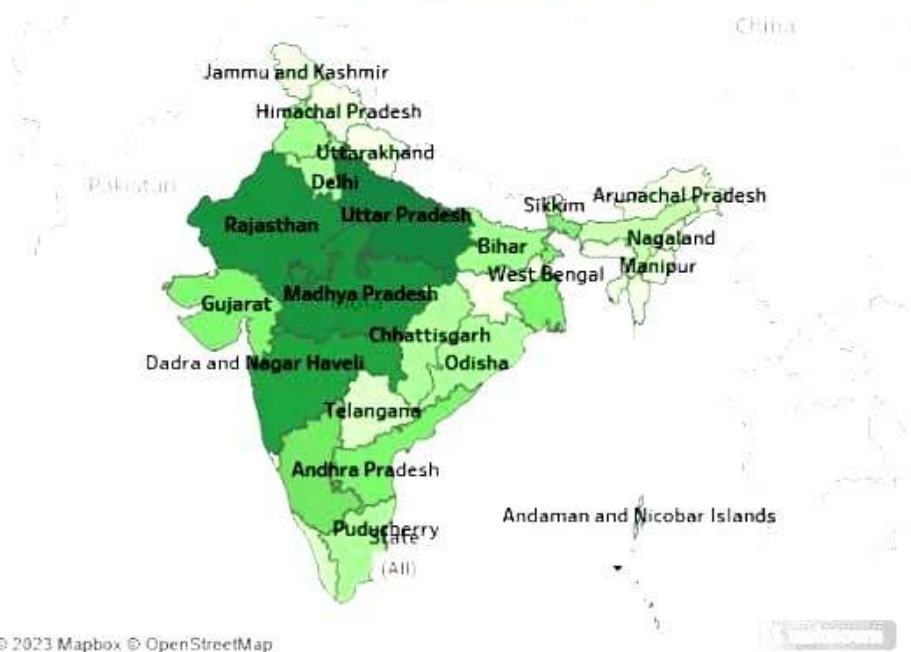 China
Jammu and Kashmir
Himachal Pradesh
Uttarakhand
Pakistan
Delhi
Arunachal Pradesh
Sikkim
Rajasthan
Uttar Pradesh
Nagaland
Bihar
Manipur
West Bengal
Gujarat
Madhya Pradesh
Chhattisgarh
Dadra and Nagar Haveli
Odisha
Telangana
Andhra Pradesh
Andaman and Nicobar Islands
Puducherry
State
(All)
© 2023 Mapbox © OpenStreetMap